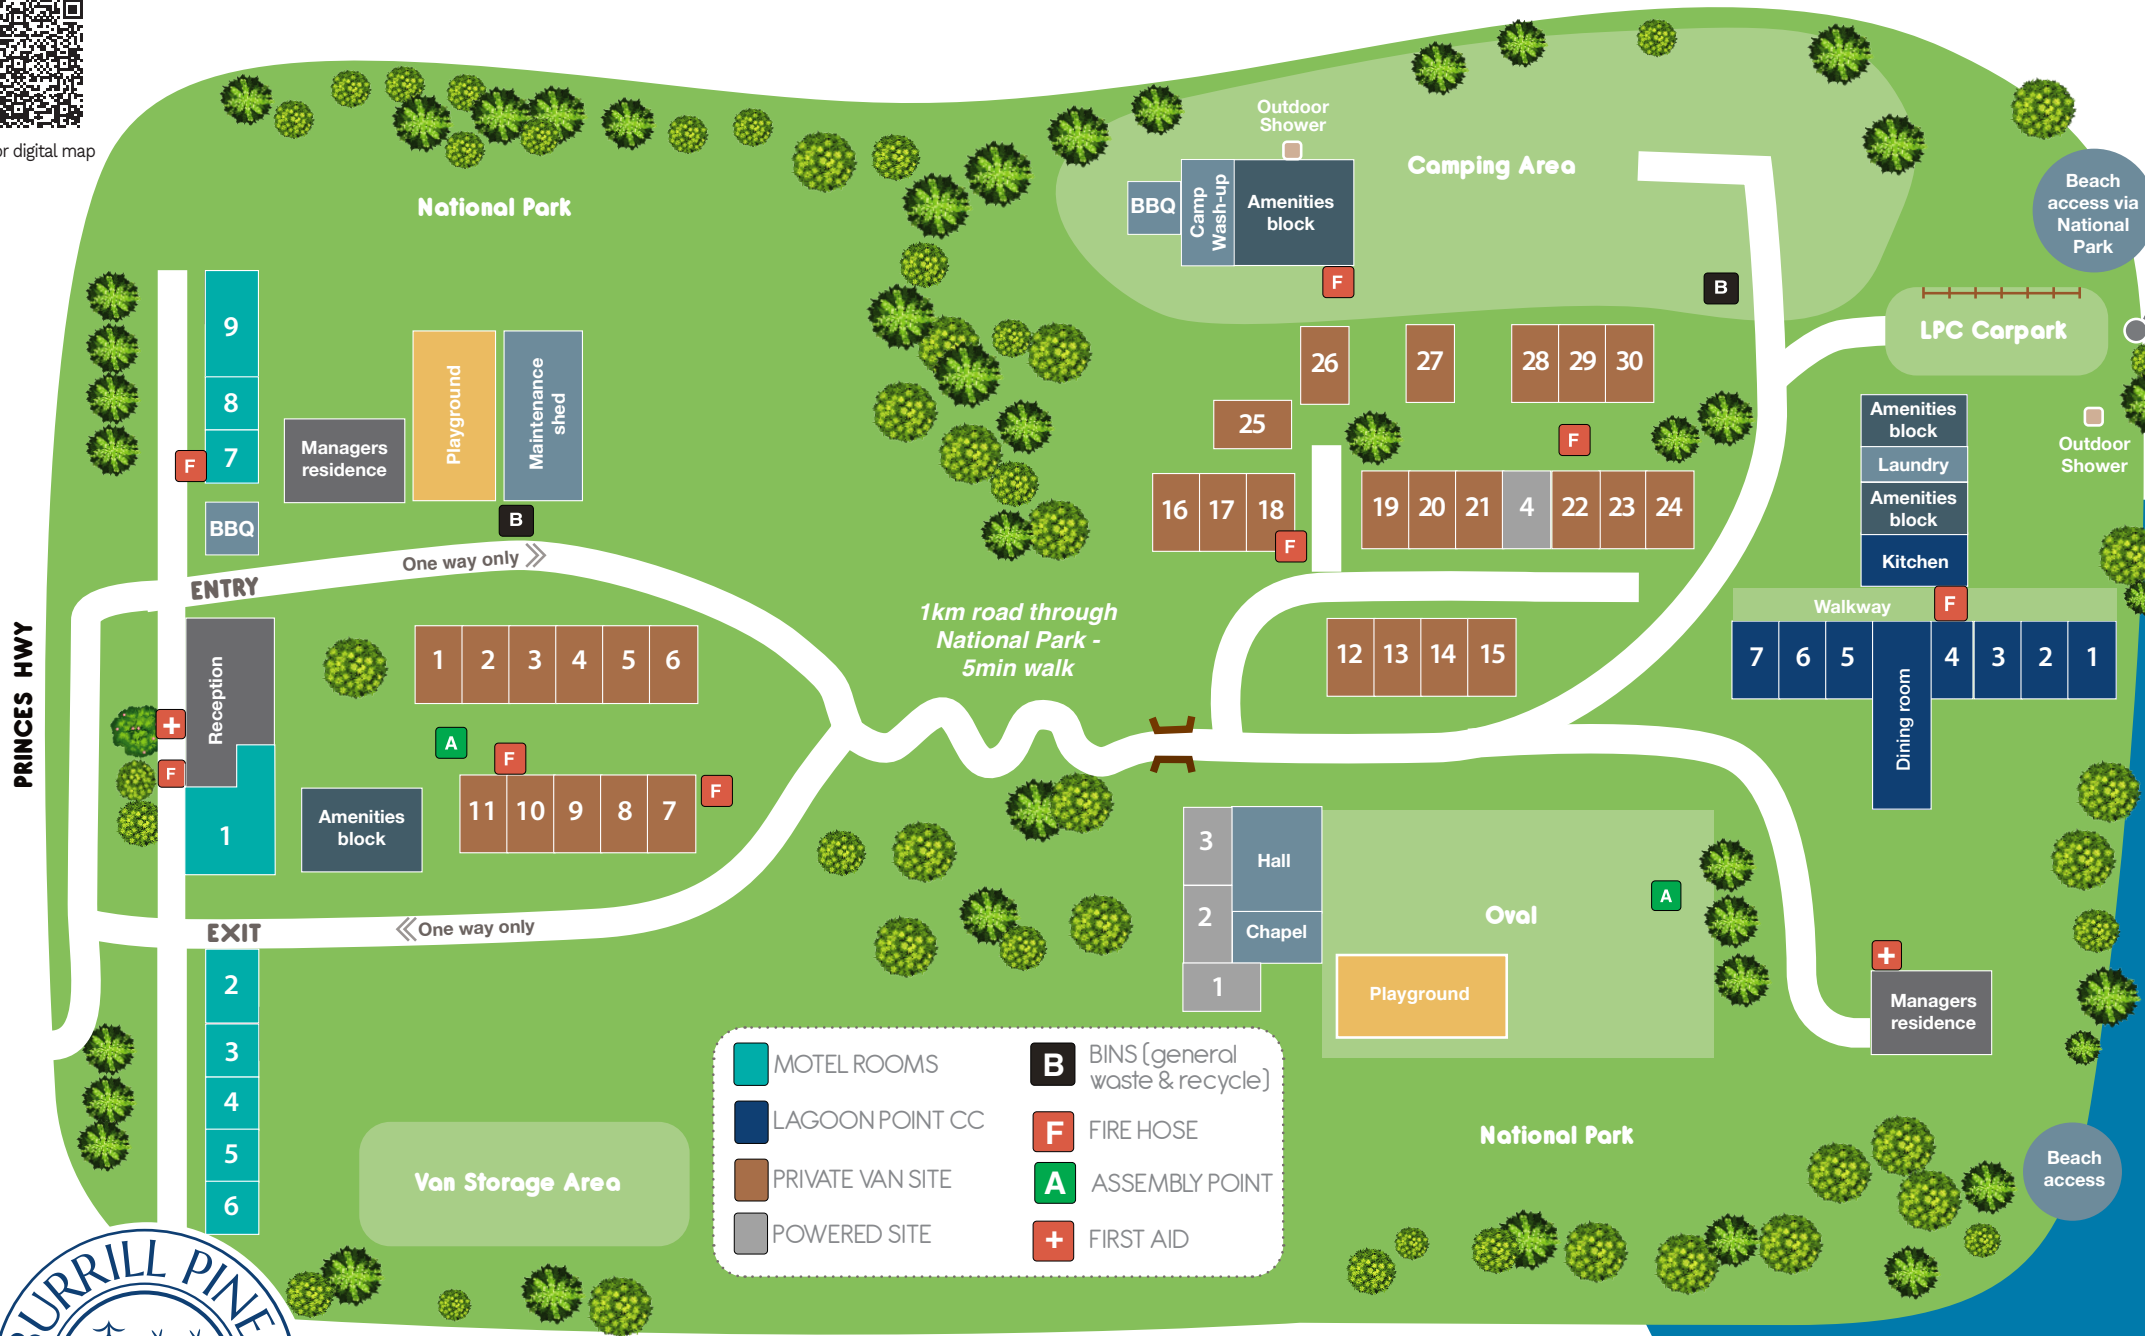 or digital map
National Park
Outdoor
Shower
Camping Area
BBQ
Camp
Wash-up
Amenities
block
F
B
Beach
access via
National
Park
LPC Carpark
9
8
7
F
BBQ
Managers
residence
Playground
Maintenance
shed
B
26
27
28
29
30
25
F
16
17
18
F
19
20
21
4
22
23
24
Amenities
block
Laundry
Amenities
block
Kitchen
Outdoor
Shower
One way only
ENTRY
PRINCES HWY
Reception
F
1
1
2
3
4
5
6
A
F
11
10
9
8
7
F
Amenities
block
1km road through
National Park -
5min walk
12
13
14
15
Walkway
F
7
6
5
Dining room
4
3
2
1
EXIT
One way only
3
2
1
Hall
Chapel
Oval
A
Playground
Managers
residence
2
3
4
5
6
Van Storage Area
MOTEL ROOMS
LAGOON POINT CC
PRIVATE VAN SITE
POWERED SITE
B
BINS (general
waste & recycle)
F
FIRE HOSE
A
ASSEMBLY POINT
FIRST AID
National Park
Beach
access
BURRILL PINE